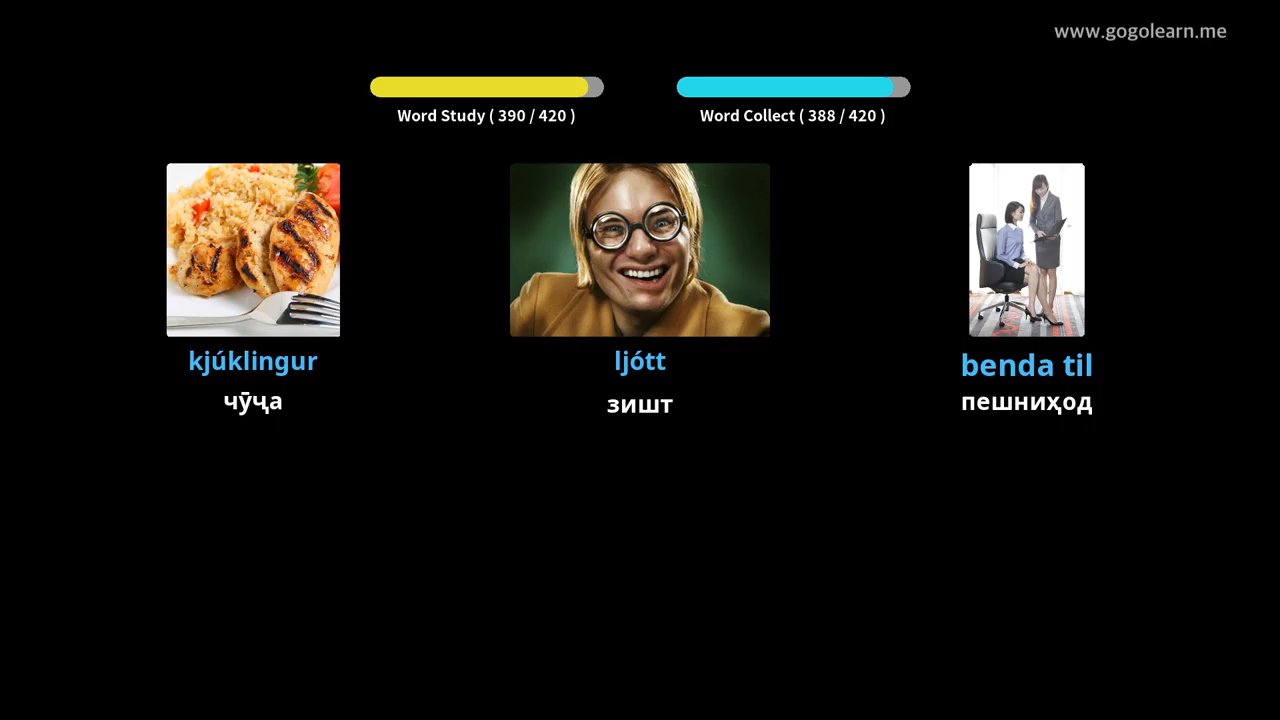 www.gogolearn.me
Word Study ( 390 / 420 )
Word Collect ( 388 / 420 )
kjúklingur
ljótt
benda til
чӯҷа
зишт
пешниҳод